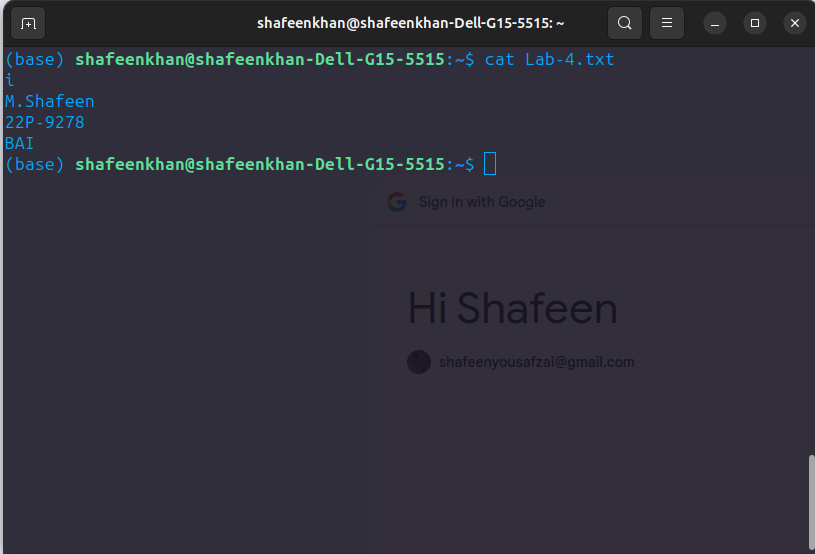 shafeenkhan@shafeenkhan-Dell-G15-5515: ~
(base) shafeenkhan@shafeenkhan-Dell-G15-5515:~$ cat Lab-4.txt
i
M.Shafeen
22P-9278
BAI
(base) shafeenkhan@shafeenkhan-Dell-G15-5515:~$
Sign in with Google
Hi Shafeen
shafeenyousafzai@gmail.com